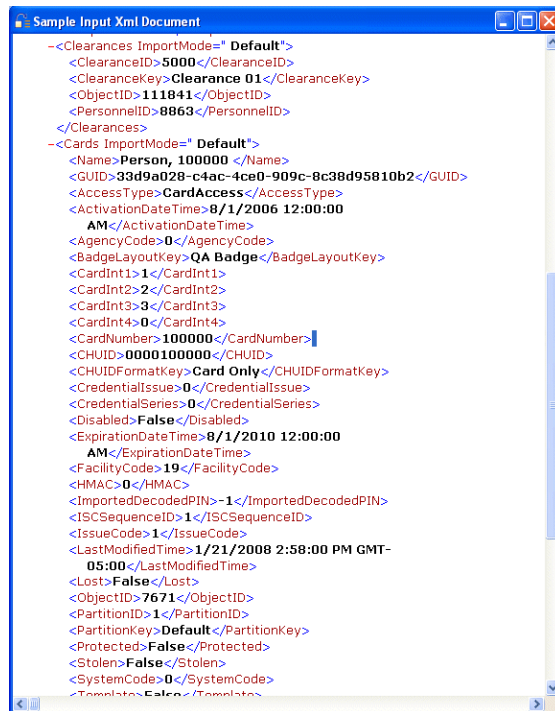 Sample Input Xml Document
−<Clearances ImportMode=" Default">
<ClearanceID>5000</ClearanceID>
<ClearanceKey>Clearance 01</ClearanceKey>
<ObjectID>111841</ObjectID>
<PersonnelID>8863</PersonnelID>
</Clearances>
−<Cards ImportMode=" Default">
<Name>Person, 100000 </Name>
<GUID>33d9a028-c4ac-4ce0-909c-8c38d95810b2</GUID>
<AccessType>CardAccess</AccessType>
<ActivationDateTime>8/1/2006 12:00:00
AM</ActivationDateTime>
<AgencyCode>0</AgencyCode>
<BadgeLayoutKey>QA Badge</BadgeLayoutKey>
<CardInt1>1</CardInt1>
<CardInt2>2</CardInt2>
<CardInt3>3</CardInt3>
<CardInt4>0</CardInt4>
<CardNumber>100000</CardNumber>
<CHUID>0000100000</CHUID>
<CHUIDFormatKey>Card Only</CHUIDFormatKey>
<CredentialIssue>0</CredentialIssue>
<CredentialSeries>0</CredentialSeries>
<Disabled>False</Disabled>
<ExpirationDateTime>8/1/2010 12:00:00
AM</ExpirationDateTime>
<FacilityCode>19</FacilityCode>
<HMAC>0</HMAC>
<ImportedDecodedPIN>-1</ImportedDecodedPIN>
<ISCSequenceID>1</ISCSequenceID>
<IssueCode>1</IssueCode>
<LastModifiedTime>1/21/2008 2:58:00 PM GMT-
05:00</LastModifiedTime>
<Lost>False</Lost>
<ObjectID>7671</ObjectID>
<PartitionID>1</PartitionID>
<PartitionKey>Default</PartitionKey>
<Protected>False</Protected>
<Stolen>False</Stolen>
<SystemCode>0</SystemCode>
<Template>False</Template>